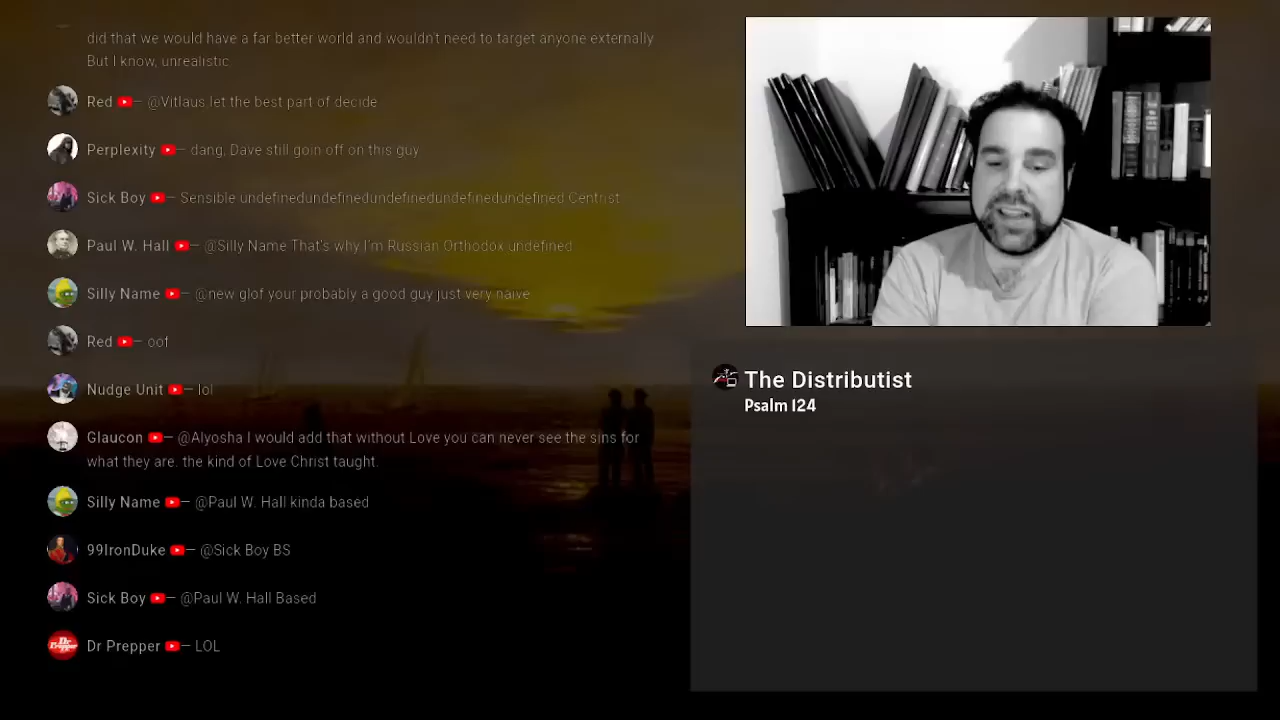 did that we would have a far better world and wouldn't need to target anyone externally
But I know, unrealistic.
Red — @Vitlaus let the best part of decide
Perplexity — dang, Dave still goin off on this guy
Sick Boy — Sensible undefinedundefinedundefinedundefinedundefined Centrist
Paul W. Hall — @Silly Name That's why I'm Russian Orthodox undefined
Silly Name — @new glof your probably a good guy just very naive
Red — oof
Nudge Unit — lol
Glaucon — @Alyosha I would add that without Love you can never see the sins for
what they are. the kind of Love Christ taught.
Silly Name — @Paul W. Hall kinda based
99IronDuke — @Sick Boy BS
Sick Boy — @Paul W. Hall Based
Dr Prepper — LOL
The Distributist
Psalm 124